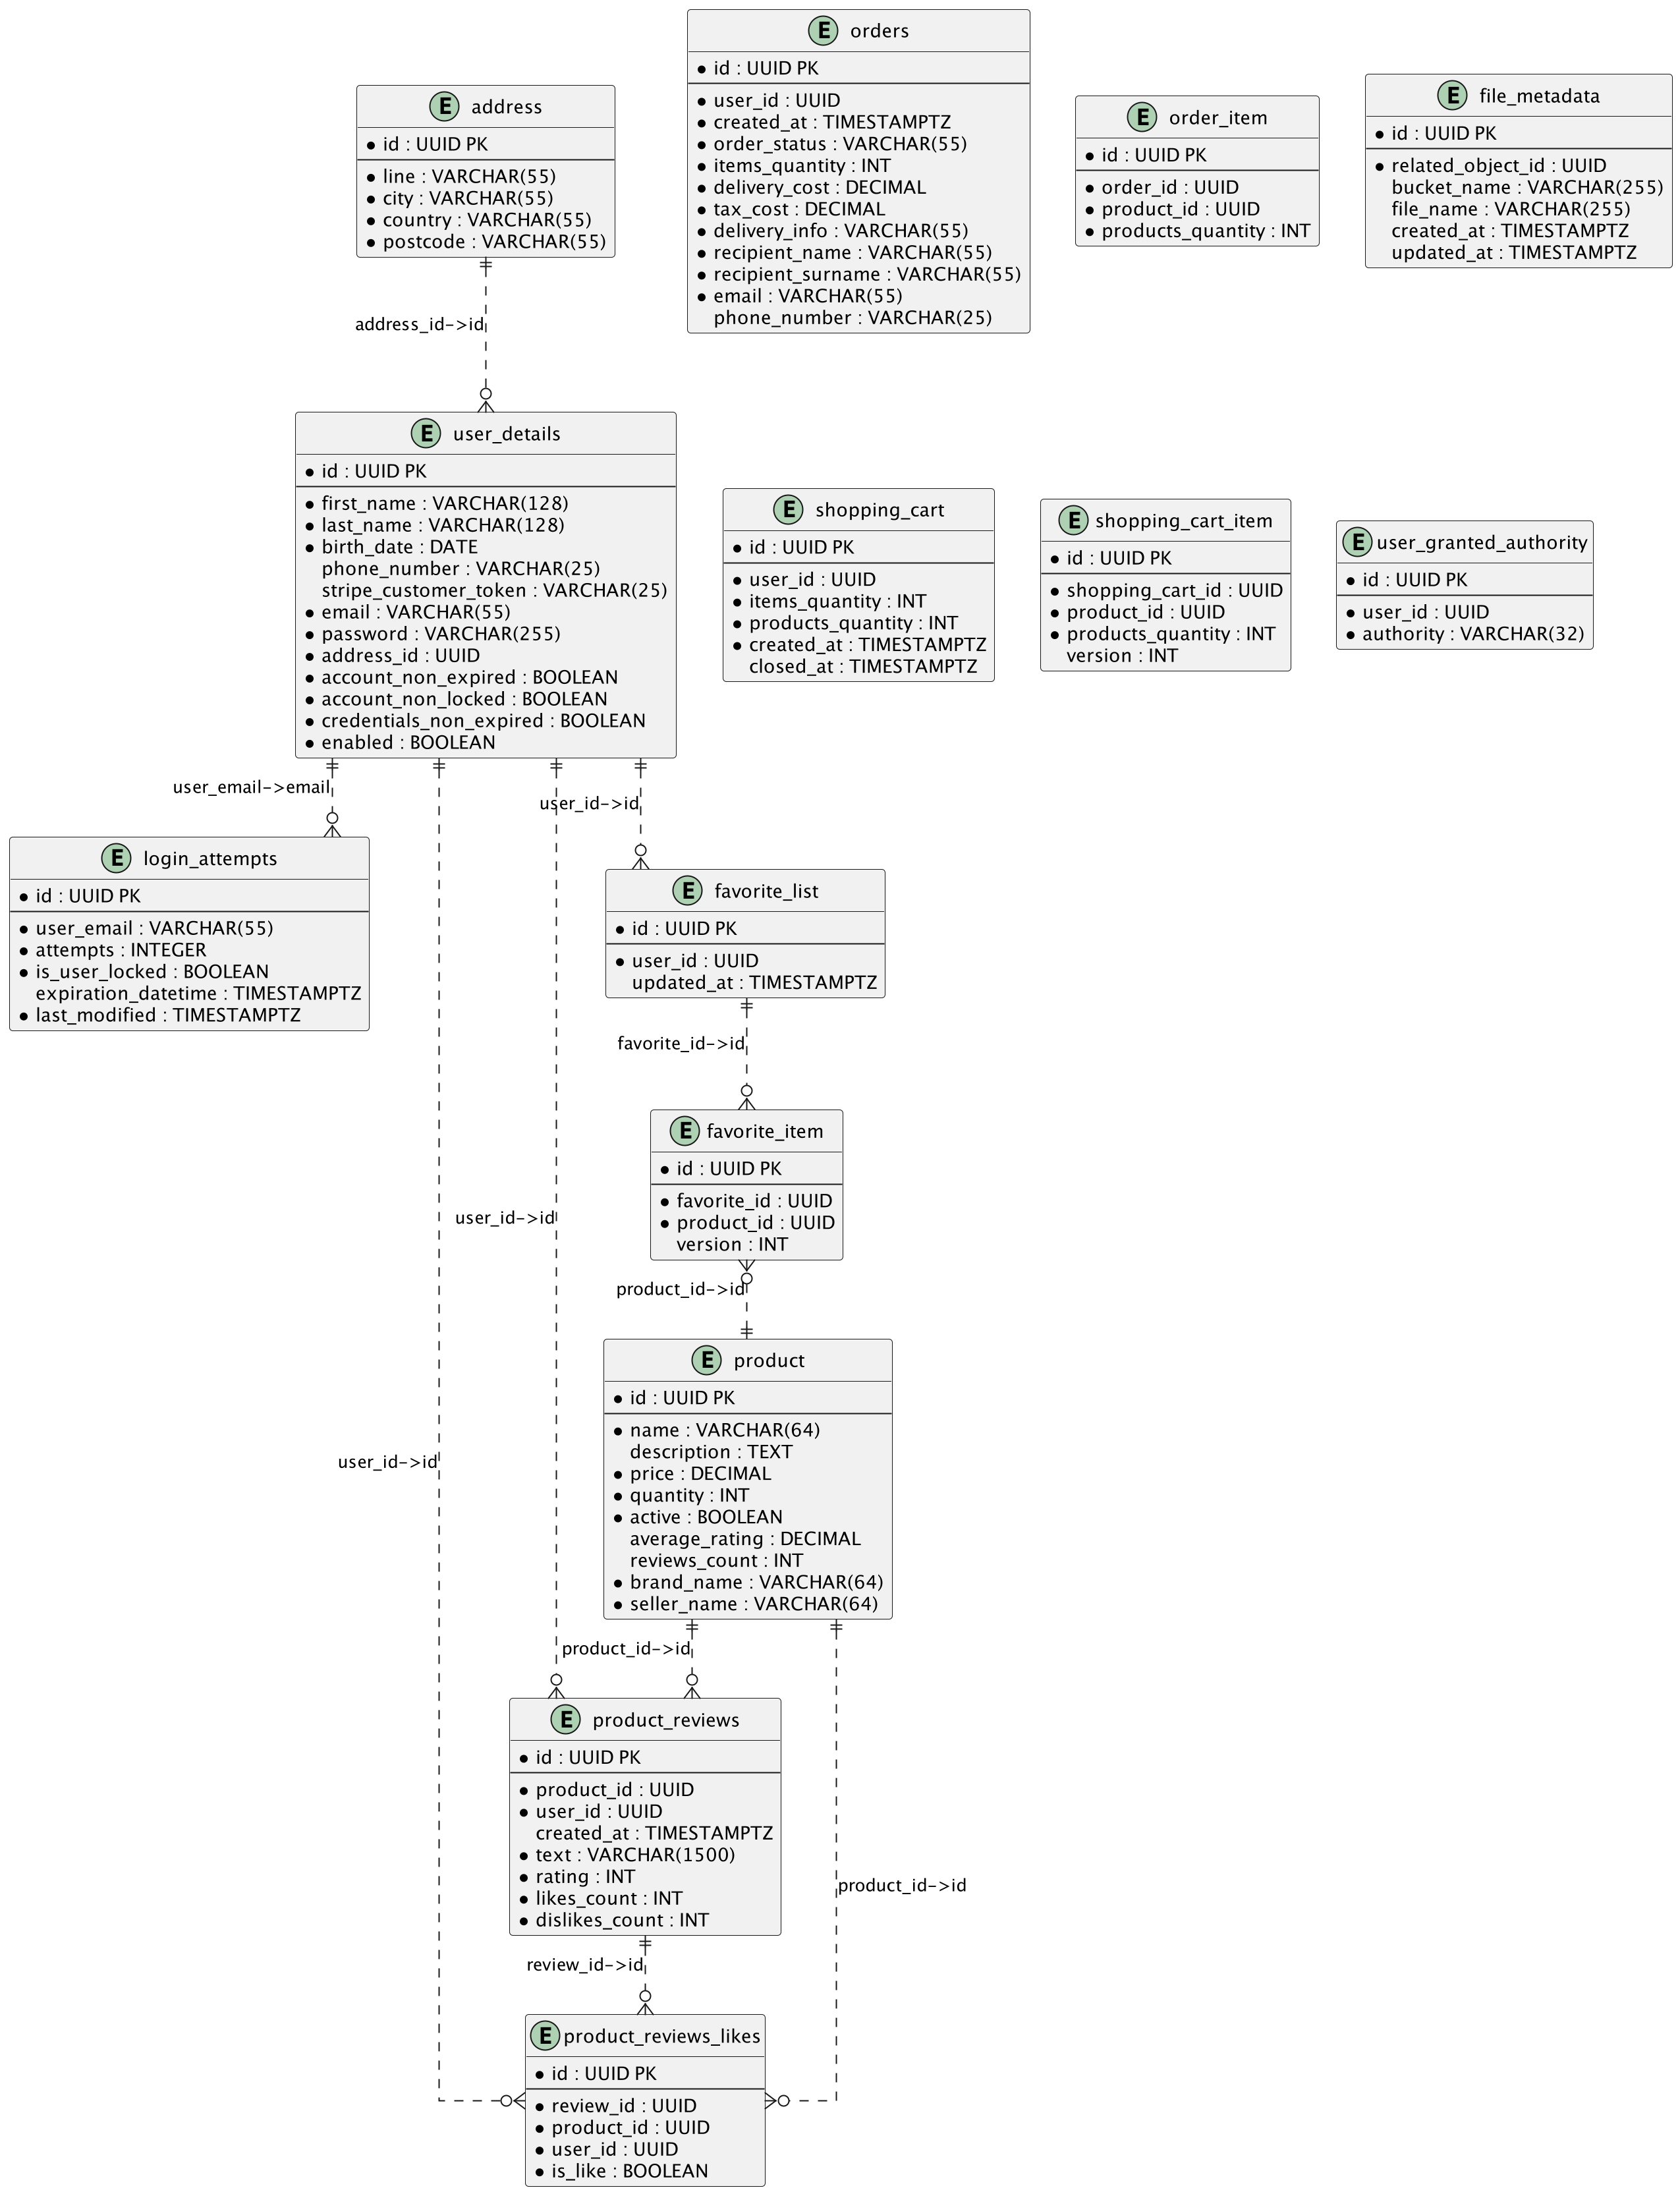 E orders
* id : UUID PK
* user_id : UUID
* created_at : TIMESTAMPTZ
* order_status : VARCHAR(55)
* items_quantity : INT
* delivery_cost : DECIMAL
* tax_cost : DECIMAL
* delivery_info : VARCHAR(55)
* recipient_name : VARCHAR(55)
* recipient_surname : VARCHAR(55)
* email : VARCHAR(55)
phone_number : VARCHAR(25)
E address
* id : UUID PK
* line : VARCHAR(55)
* city : VARCHAR(55)
* country : VARCHAR(55)
* postcode : VARCHAR(55)
E order_item
* id : UUID PK
* order_id : UUID
* product_id : UUID
* products_quantity : INT
E file_metadata
* id : UUID PK
* related_object_id : UUID
bucket_name : VARCHAR(255)
file_name : VARCHAR(255)
created_at : TIMESTAMPTZ
updated_at : TIMESTAMPTZ
address_id->id
E user_details
* id : UUID PK
* first_name : VARCHAR(128)
* last_name : VARCHAR(128)
* birth_date : DATE
phone_number : VARCHAR(25)
stripe_customer_token : VARCHAR(25)
* email : VARCHAR(55)
* password : VARCHAR(255)
* address_id : UUID
* account_non_expired : BOOLEAN
* account_non_locked : BOOLEAN
* credentials_non_expired : BOOLEAN
* enabled : BOOLEAN
E shopping_cart
* id : UUID PK
* user_id : UUID
* items_quantity : INT
* products_quantity : INT
* created_at : TIMESTAMPTZ
closed_at : TIMESTAMPTZ
E shopping_cart_item
* id : UUID PK
* shopping_cart_id : UUID
* product_id : UUID
* products_quantity : INT
version : INT
E user_granted_authority
* id : UUID PK
* user_id : UUID
* authority : VARCHAR(32)
user_email->email
user_id->id
E login_attempts
* id : UUID PK
* user_email : VARCHAR(55)
* attempts : INTEGER
* is_user_locked : BOOLEAN
expiration_datetime : TIMESTAMPTZ
* last_modified : TIMESTAMPTZ
E favorite_list
* id : UUID PK
* user_id : UUID
updated_at : TIMESTAMPTZ
favorite_id->id
E favorite_item
* id : UUID PK
* favorite_id : UUID
* product_id : UUID
version : INT
user_id->id
product_id->id
E product
* id : UUID PK
* name : VARCHAR(64)
description : TEXT
* price : DECIMAL
* quantity : INT
* active : BOOLEAN
average_rating : DECIMAL
reviews_count : INT
* brand_name : VARCHAR(64)
* seller_name : VARCHAR(64)
user_id->id
product_id->id
E product_reviews
* id : UUID PK
* product_id : UUID
* user_id : UUID
created_at : TIMESTAMPTZ
* text : VARCHAR(1500)
* rating : INT
* likes_count : INT
* dislikes_count : INT
product_id->id
review_id->id
E product_reviews_likes
* id : UUID PK
* review_id : UUID
* product_id : UUID
* user_id : UUID
* is_like : BOOLEAN